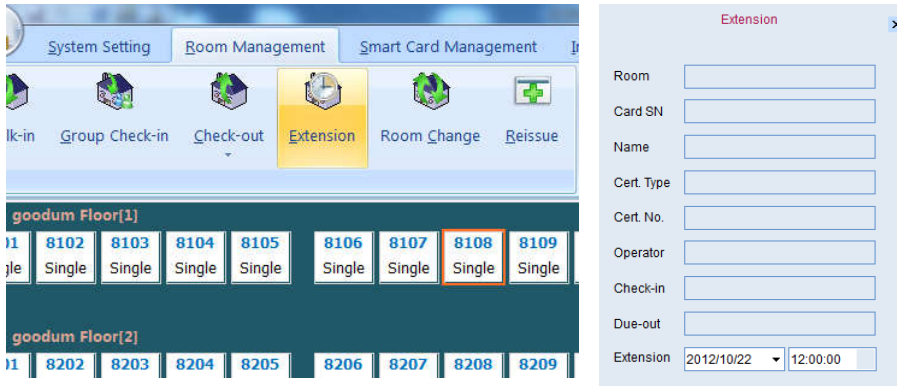 System Setting Room Management Smart Card Management
lk-in Group Check-in Check-out Extension Room Change Reissue
goodum Floor[1]
01 8102 8103 8104 8105 8106 8107 8108 8109
gle Single Single Single Single Single Single Single Single
goodum Floor[2]
01 8202 8203 8204 8205 8206 8207 8208 8209
Extension
Room
Card SN
Name
Cert. Type
Cert. No.
Operator
Check-in
Due-out
Extension 2012/10/22 12:00:00